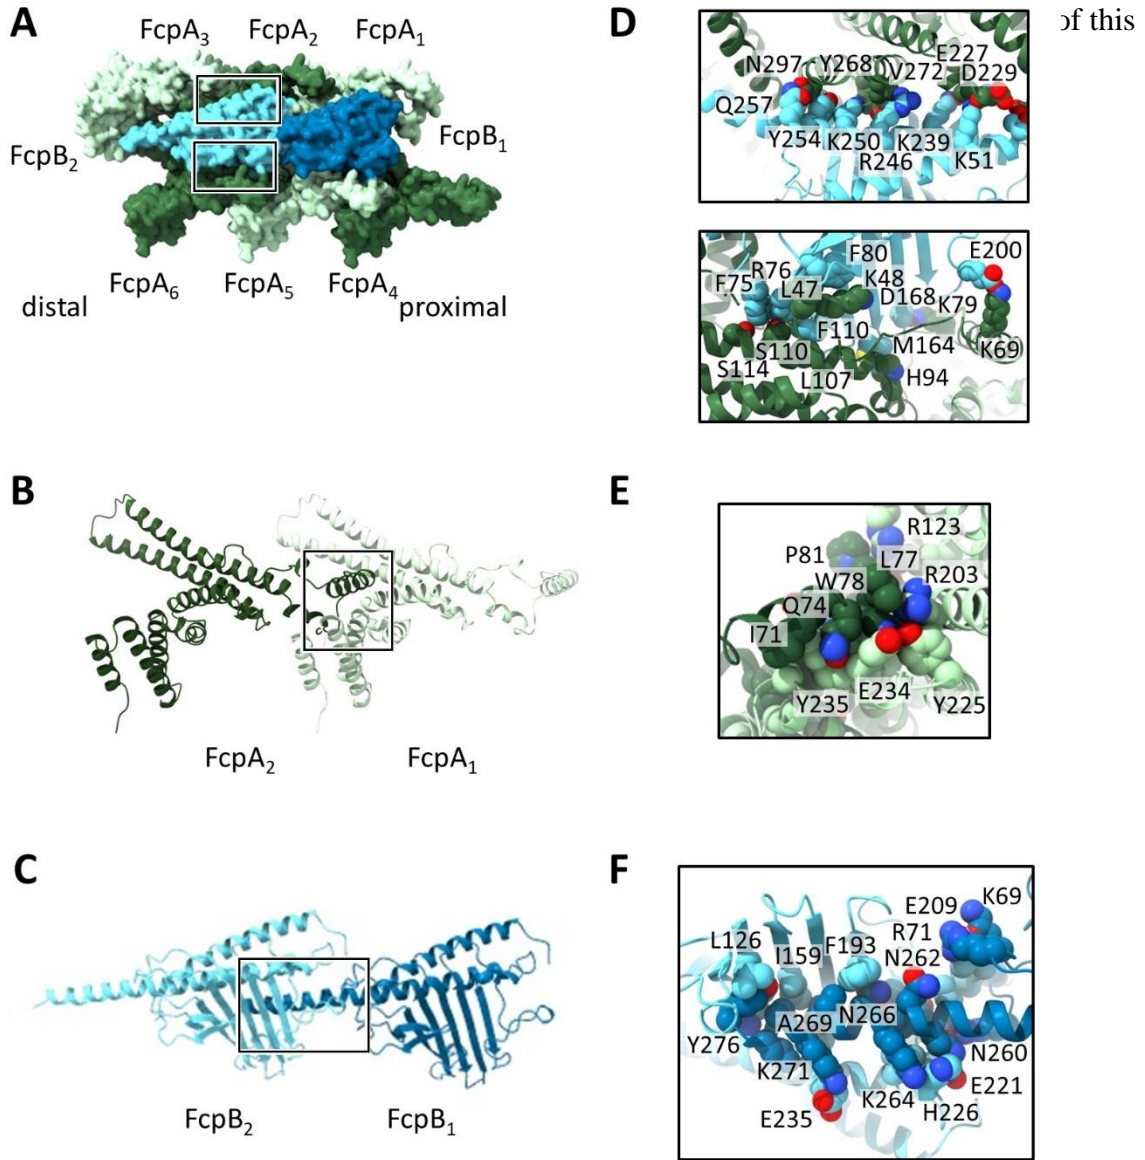 A
FcpA3 FcpA2 FcpA1
FcpB2
FcpB1
FcpA6 FcpA5 FcpA4
distal proximal
D
of this
E227
N297 Y268 V272 D229
Q257
Y254 K250 K239
R246 K51
F80 E200
R76 K48
F75 L47 D168 K79
F110
S110 M164 K69
S114 L107 H94
B
FcpA2 FcpA1
E
R123
P81 L77
W78 R203
Q74
I71
Y235 E234 Y225
C
FcpB2 FcpB1
F
K69
E209
L126 F193 R71
I159 N262
A269 N266
Y276 N260
K271
K264 E221
E235 H226